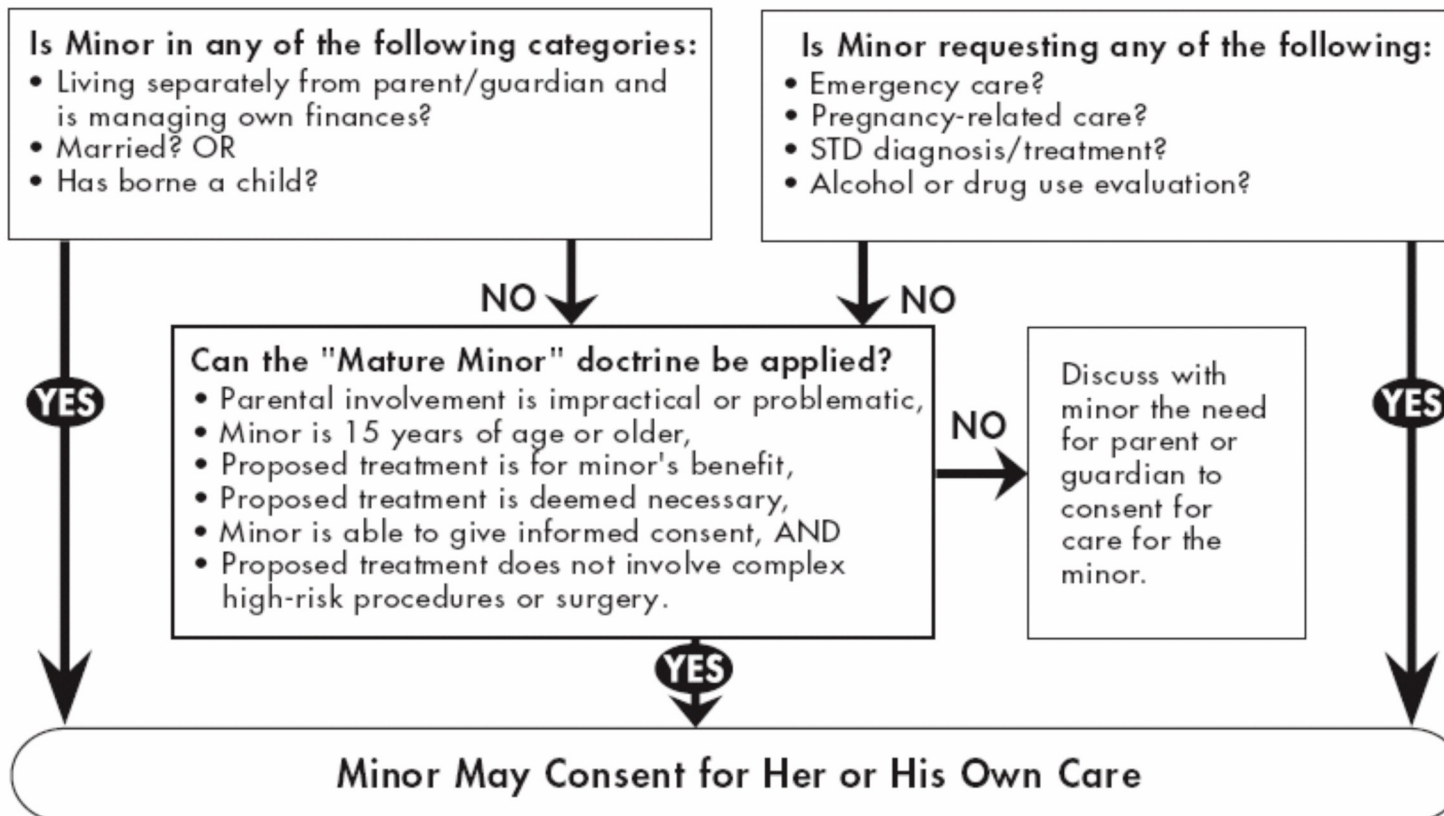 Is Minor in any of the following categories:
• Living separately from parent/guardian and
is managing own finances?
• Married? OR
• Has borne a child?
Is Minor requesting any of the following:
• Emergency care?
• Pregnancy-related care?
• STD diagnosis/treatment?
• Alcohol or drug use evaluation?
NO
NO
YES
Can the "Mature Minor" doctrine be applied?
• Parental involvement is impractical or problematic,
• Minor is 15 years of age or older,
• Proposed treatment is for minor's benefit,
• Proposed treatment is deemed necessary,
• Minor is able to give informed consent, AND
• Proposed treatment does not involve complex
high-risk procedures or surgery.
NO
Discuss with
minor the need
for parent or
guardian to
consent for
care for the
minor.
YES
YES
Minor May Consent for Her or His Own Care